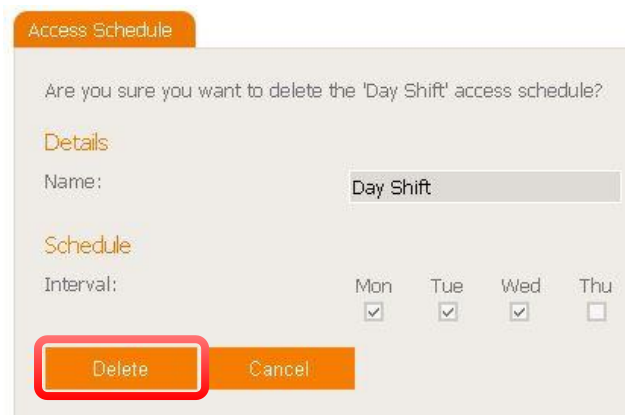 Access Schedule
Are you sure you want to delete the 'Day Shift' access schedule?
Details
Name: Day Shift
Schedule
Interval: Mon Tue Wed Thu
Delete Cancel